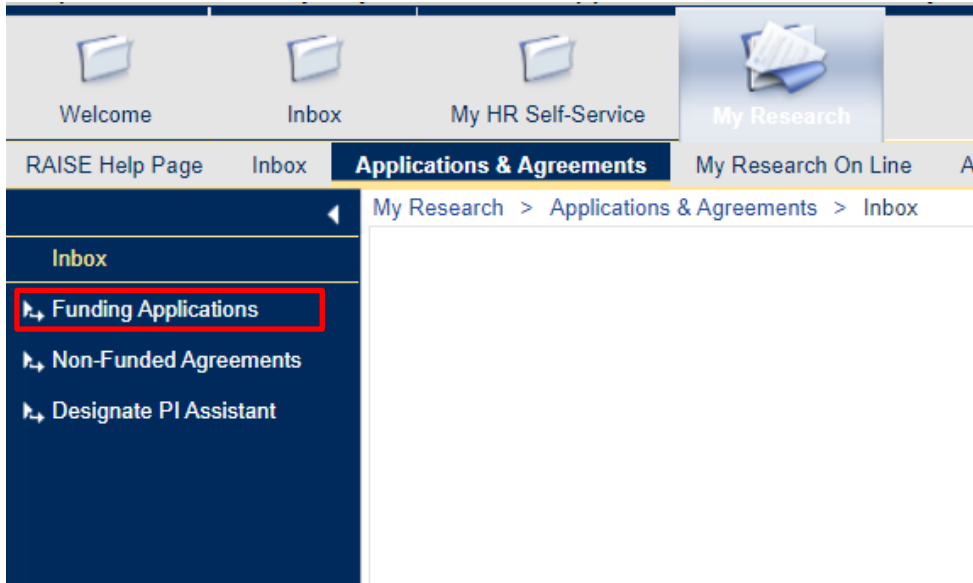 Welcome
Inbox
My HR Self-Service
My Research
RAISE Help Page
Inbox
Applications & Agreements
My Research On Line
My Research > Applications & Agreements > Inbox
Inbox
Funding Applications
Non-Funded Agreements
Designate PI Assistant